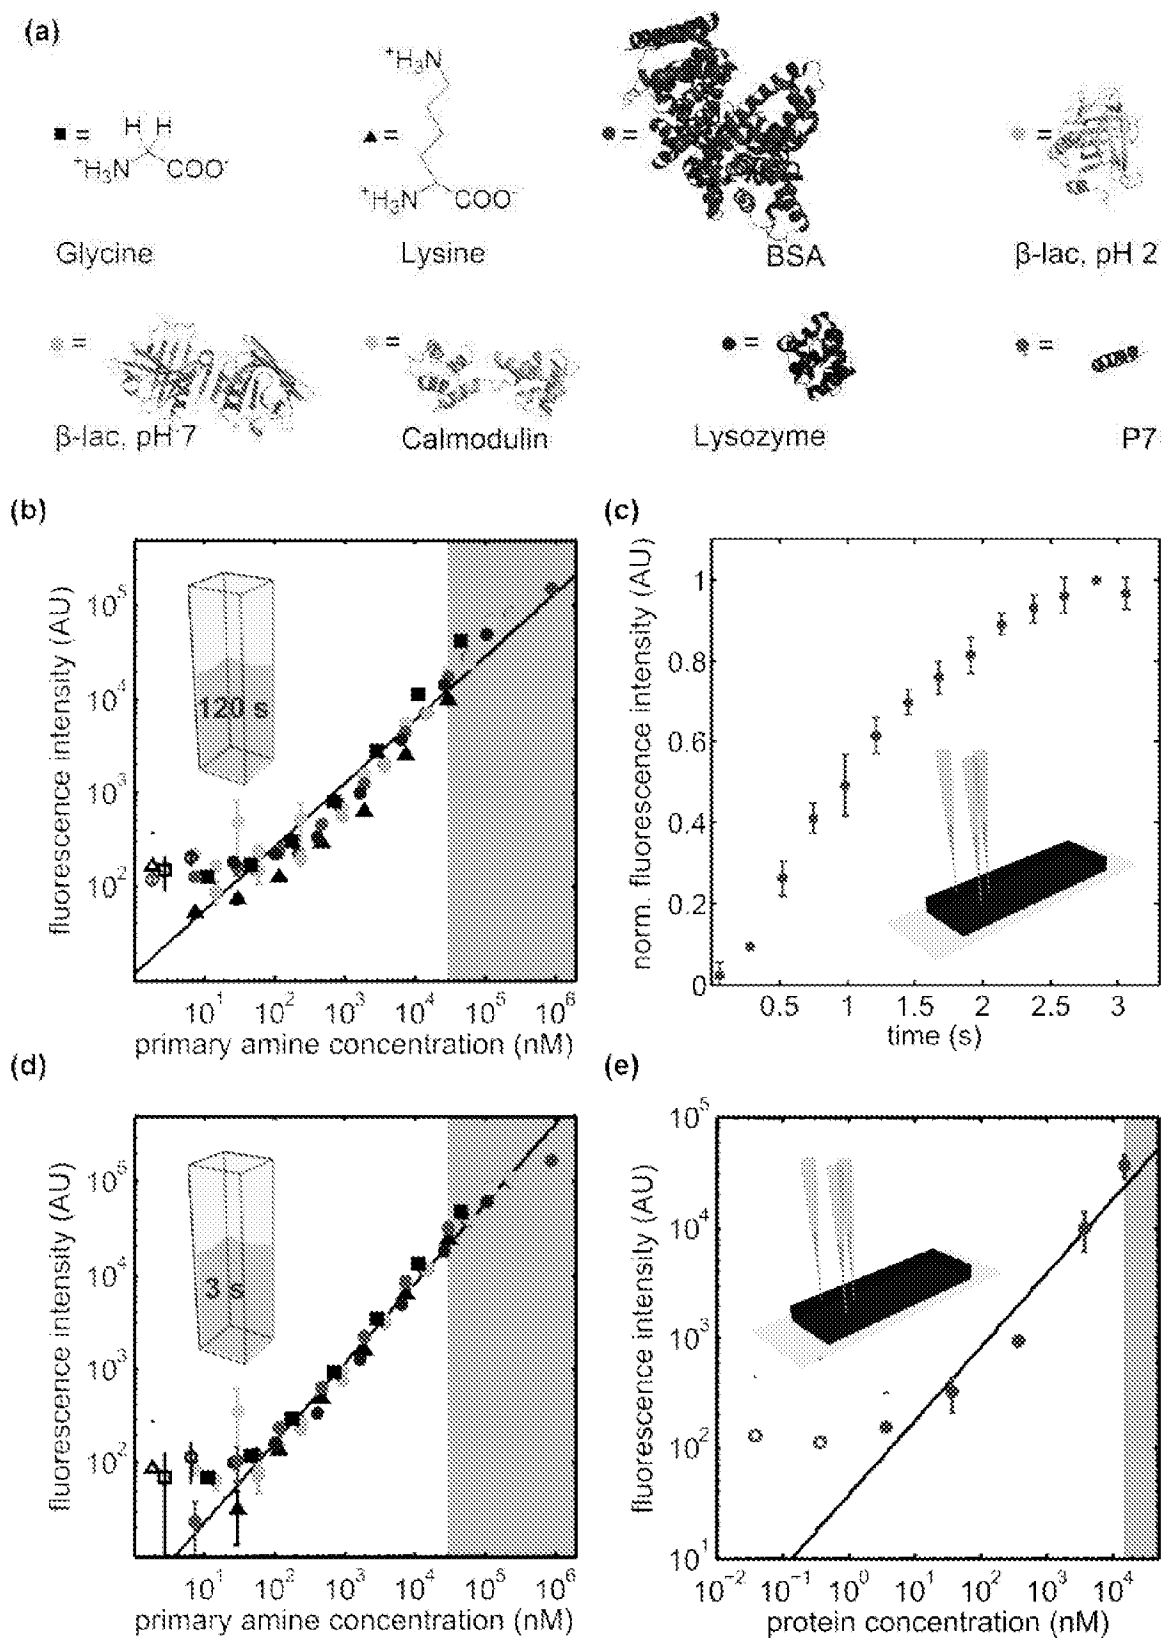 (a)
⁺H₃N
■ =
H H
⁺H₃N COO⁻
Glycine
▲ =
⁺H₃N COO⁻
Lysine
● =
BSA
● =
β-lac, pH 2
● =
β-lac, pH 7
● =
Calmodulin
● =
Lysozyme
● =
P7
(b)
fluorescence intensity (AU)
10⁵
10⁴
10³
10²
120 s
10¹ 10² 10³ 10⁴ 10⁵ 10⁶
primary amine concentration (nM)
(c)
norm. fluorescence intensity (AU)
1
0.8
0.6
0.4
0.2
0
0.5 1 1.5 2 2.5 3
time (s)
(d)
fluorescence intensity (AU)
10⁵
10⁴
10³
10²
3 s
10¹ 10² 10³ 10⁴ 10⁵ 10⁶
primary amine concentration (nM)
(e)
fluorescence intensity (AU)
10⁵
10⁴
10³
10²
10¹
10⁻² 10⁰ 10¹ 10² 10³ 10⁴
protein concentration (nM)